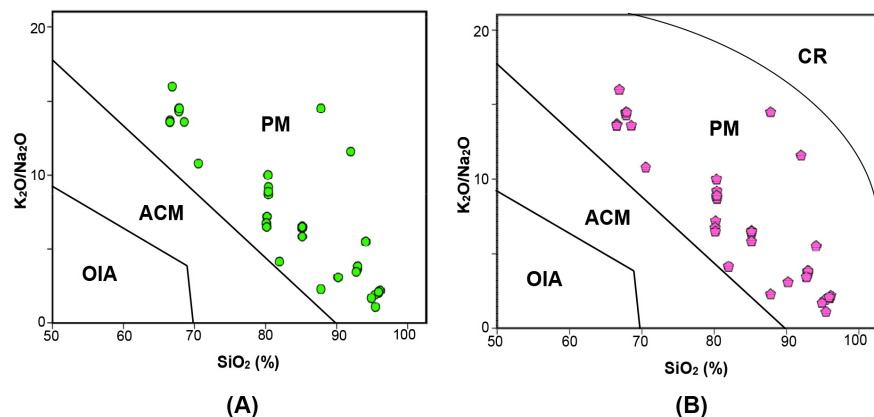 20
10
0
K₂O/Na₂O
PM
ACM
OIA
50 60 70 80 90 100
SiO₂ (%)
(A)
20
10
0
K₂O/Na₂O
CR
PM
ACM
OIA
50 60 70 80 90 100
SiO₂ (%)
(B)